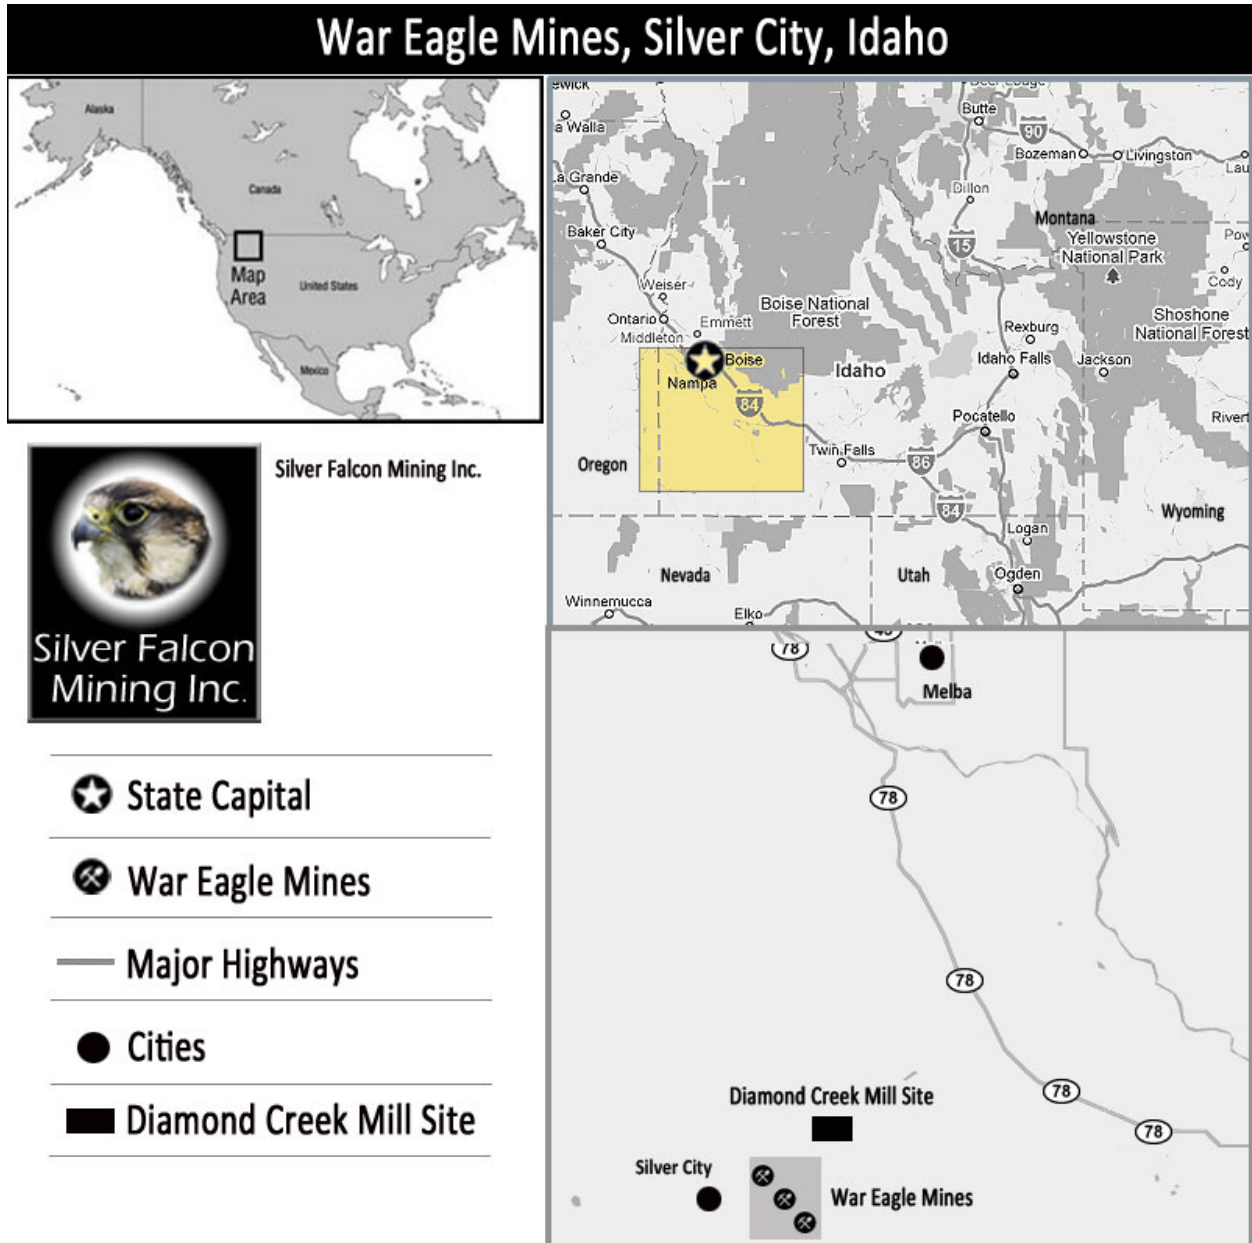 War Eagle Mines, Silver City, Idaho
Alaska
Canada
Map
Area
United States
Mexico
Butte
90
Bozeman
Livingston
La Grande
Dillon
Montana
Baker City
15
Yellowstone
National Park
Cody
Weiser
Boise National
Forest
Ontario
Emmett
Middleton
Shoshone
National Forest
Rexburg
Boise
Idaho
Idaho Falls
Jackson
Nampa
84
Pocatello
Oregon
Twin Falls
86
84
Wyoming
Logan
Nevada
Utah
Ogden
Winnemucca
Elko
Silver Falcon Mining Inc.
Silver Falcon
Mining Inc.
State Capital
War Eagle Mines
Major Highways
Cities
Diamond Creek Mill Site
78
Melba
78
78
78
78
Diamond Creek Mill Site
Silver City
War Eagle Mines